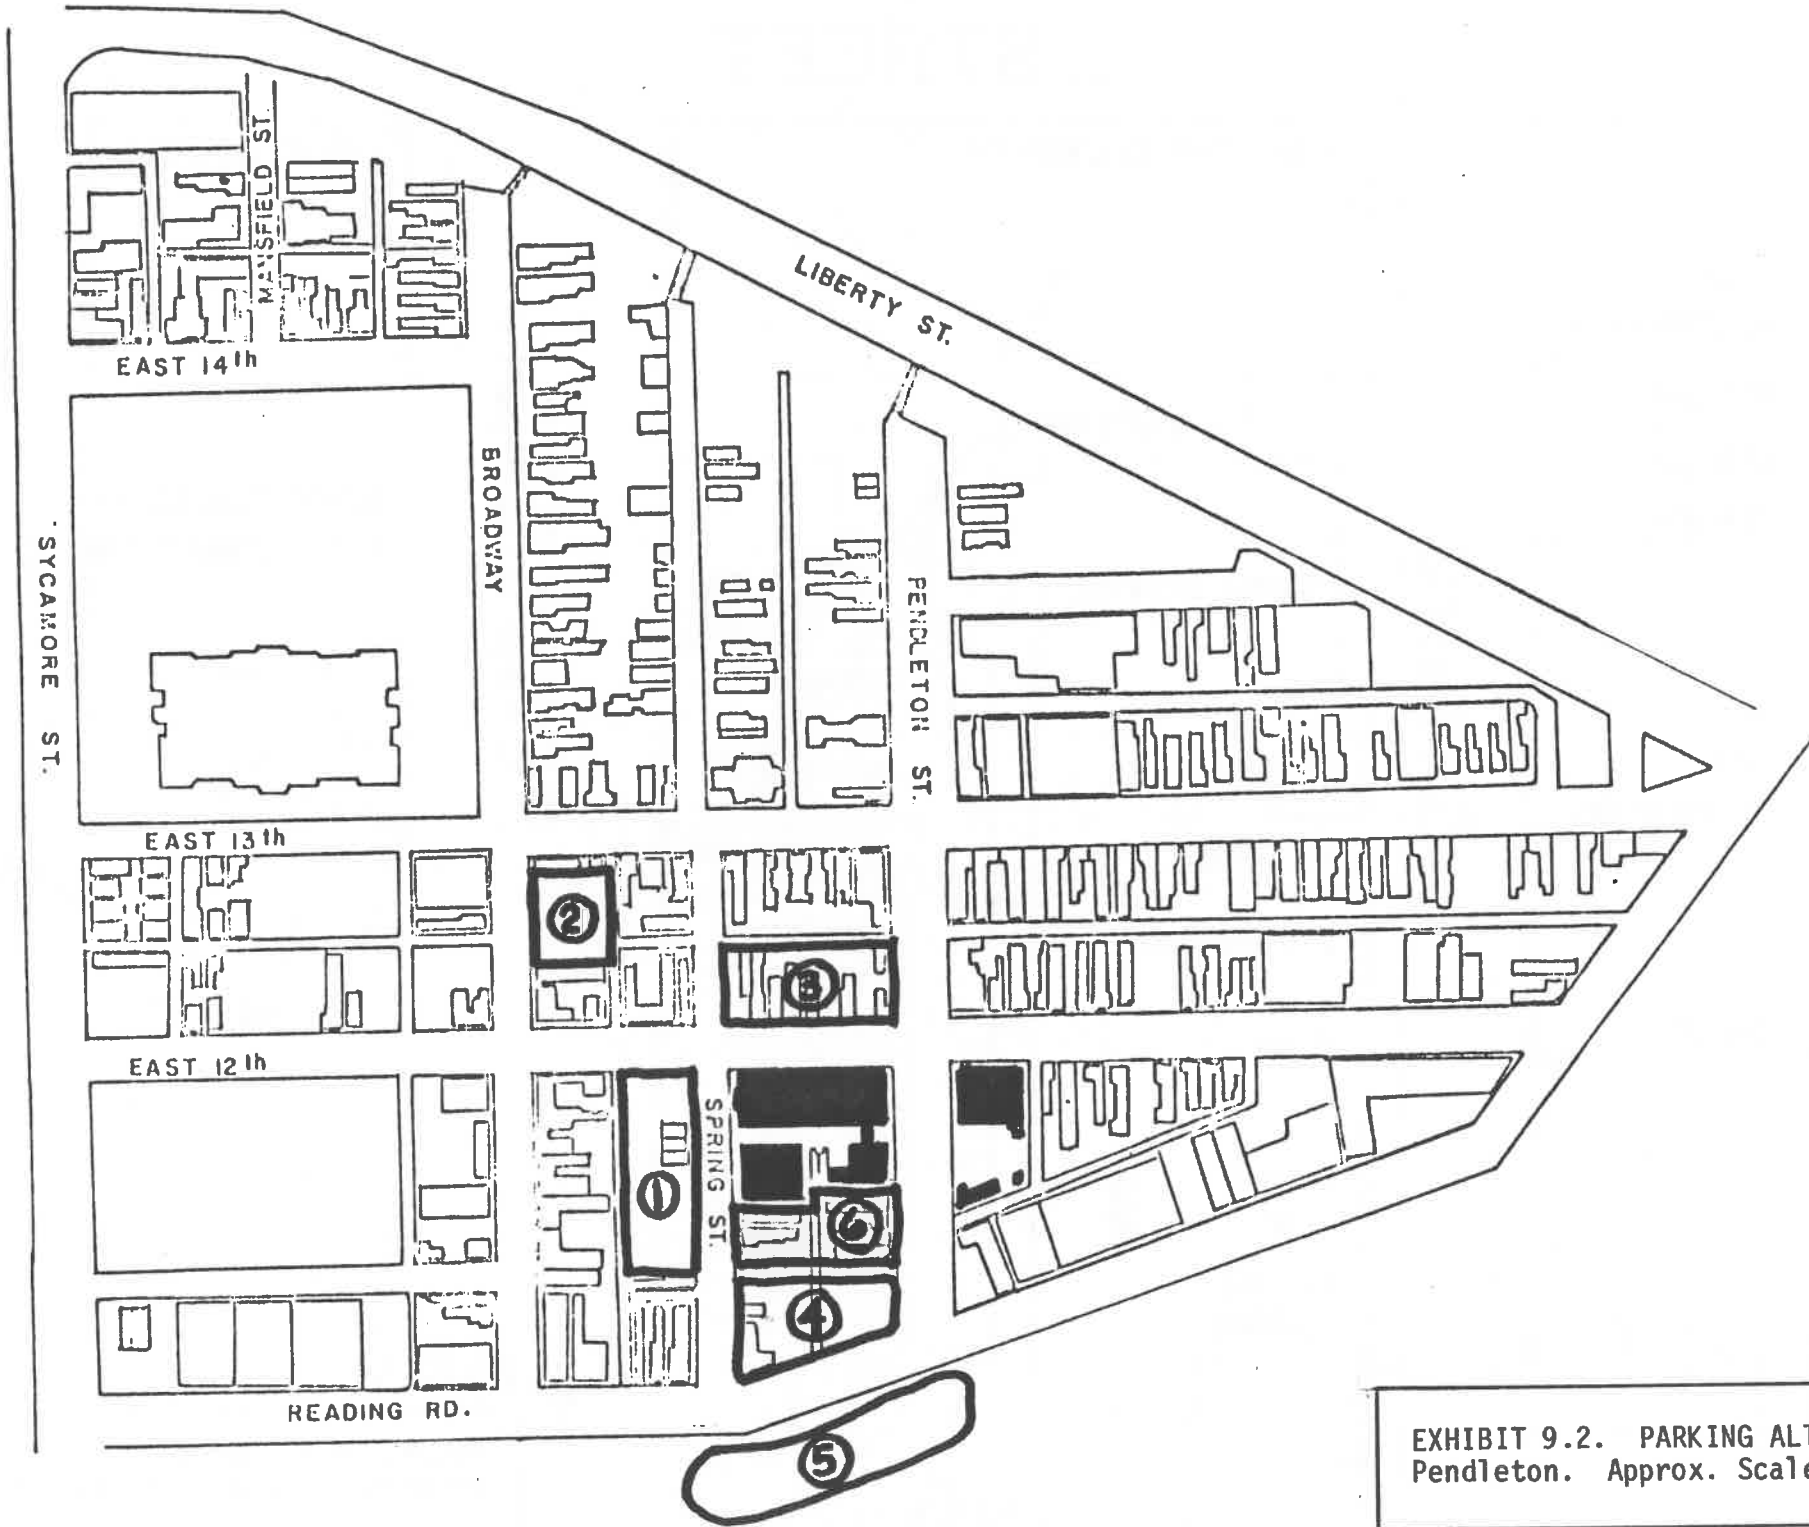 MANSFIELD ST
LIBERTY ST.
EAST 14th
BROADWAY
SYCAMORE ST.
PENDLETON ST.
EAST 13th
2
3
EAST 12th
SPRING ST.
1
6
4
READING RD.
5
EXHIBIT 9.2. PARKING ALT
Pendleton. Approx. Scale